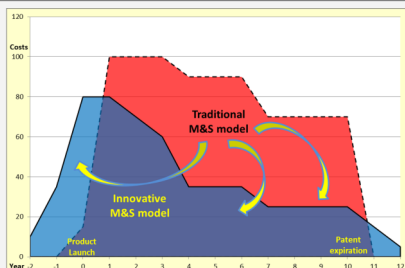 120
Costs
100
80
60
40
20
0
Traditional
M&S model
Innovative
M&S model
Product
Launch
Patent
expiration
Year -2 -1 0 1 2 3 4 5 6 7 8 9 10 11 12